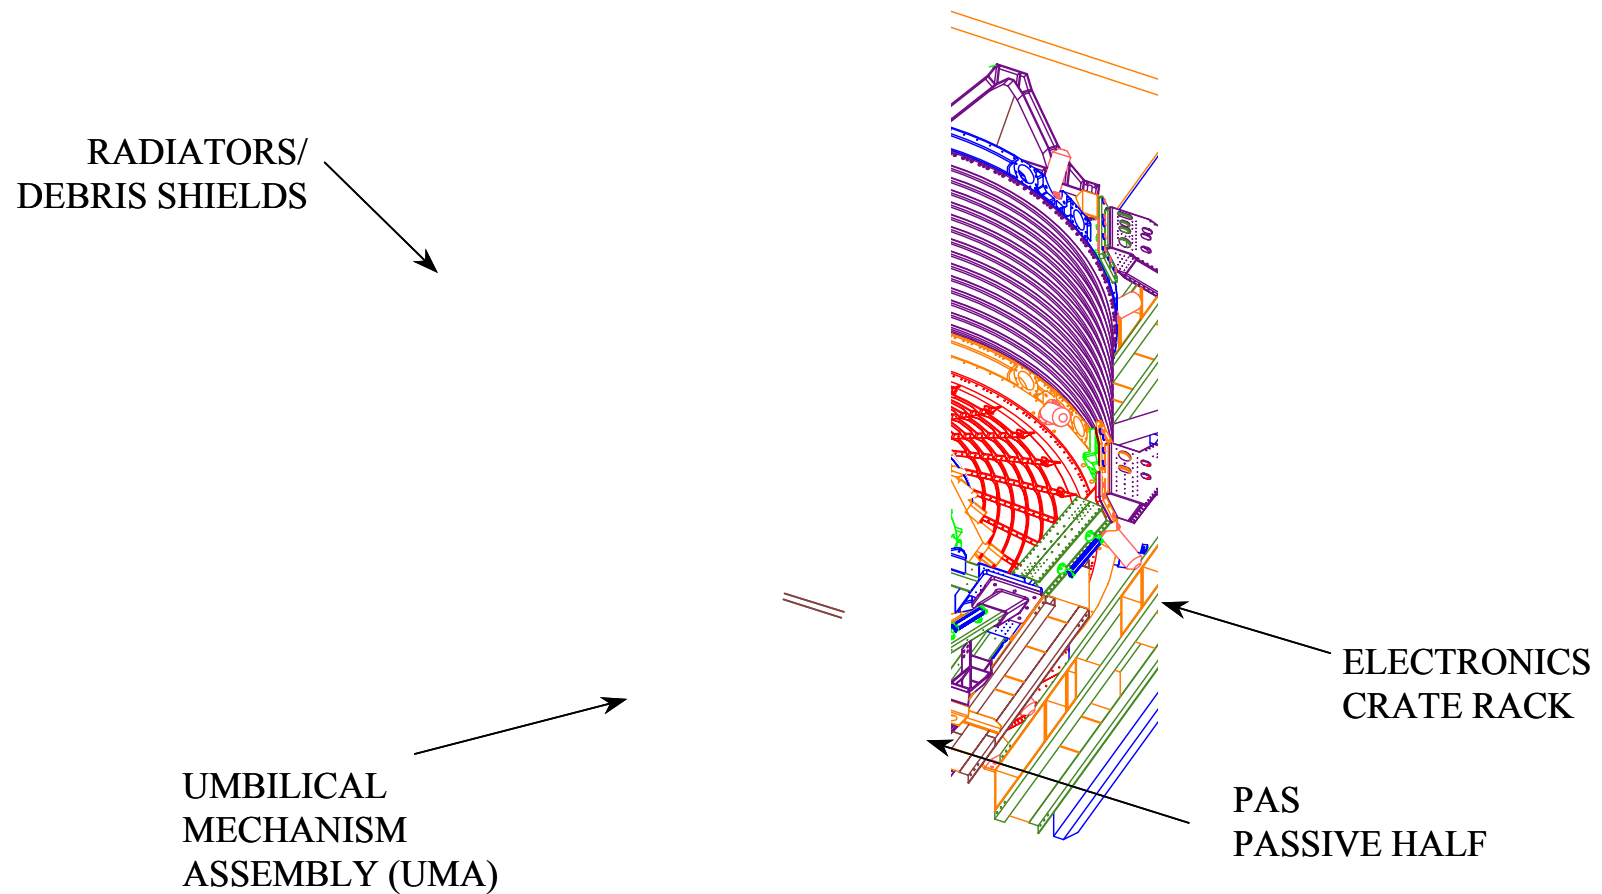 RADIATORS/
DEBRIS SHIELDS
ELECTRONICS
CRATE RACK
UMBILICAL
MECHANISM
ASSEMBLY (UMA)
PAS
PASSIVE HALF